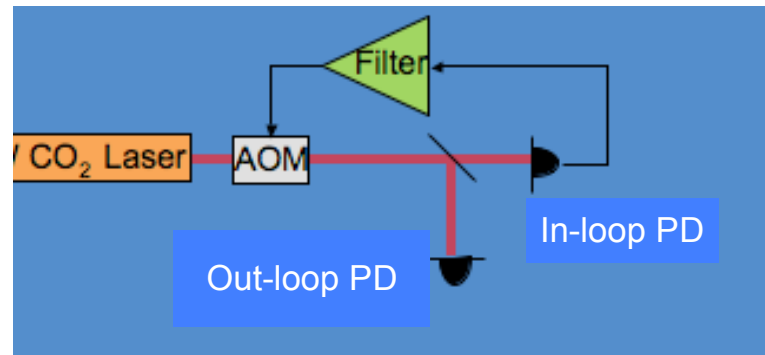 Filter
/ CO₂ Laser
AOM
In-loop PD
Out-loop PD